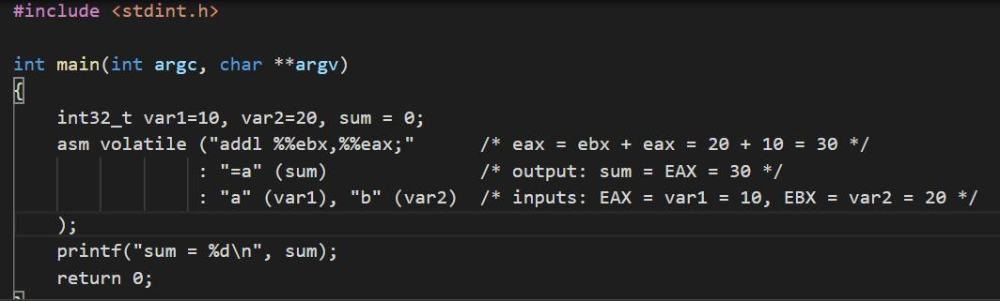 #include <stdint.h>
int main(int argc, char **argv)
{
int32_t var1=10, var2=20, sum = 0;
asm volatile ("addl %%ebx,%%eax;" /* eax = ebx + eax = 20 + 10 = 30 */
: "=a" (sum) /* output: sum = EAX = 30 */
: "a" (var1), "b" (var2) /* inputs: EAX = var1 = 10, EBX = var2 = 20 */
);
printf("sum = %d\n", sum);
return 0;
}